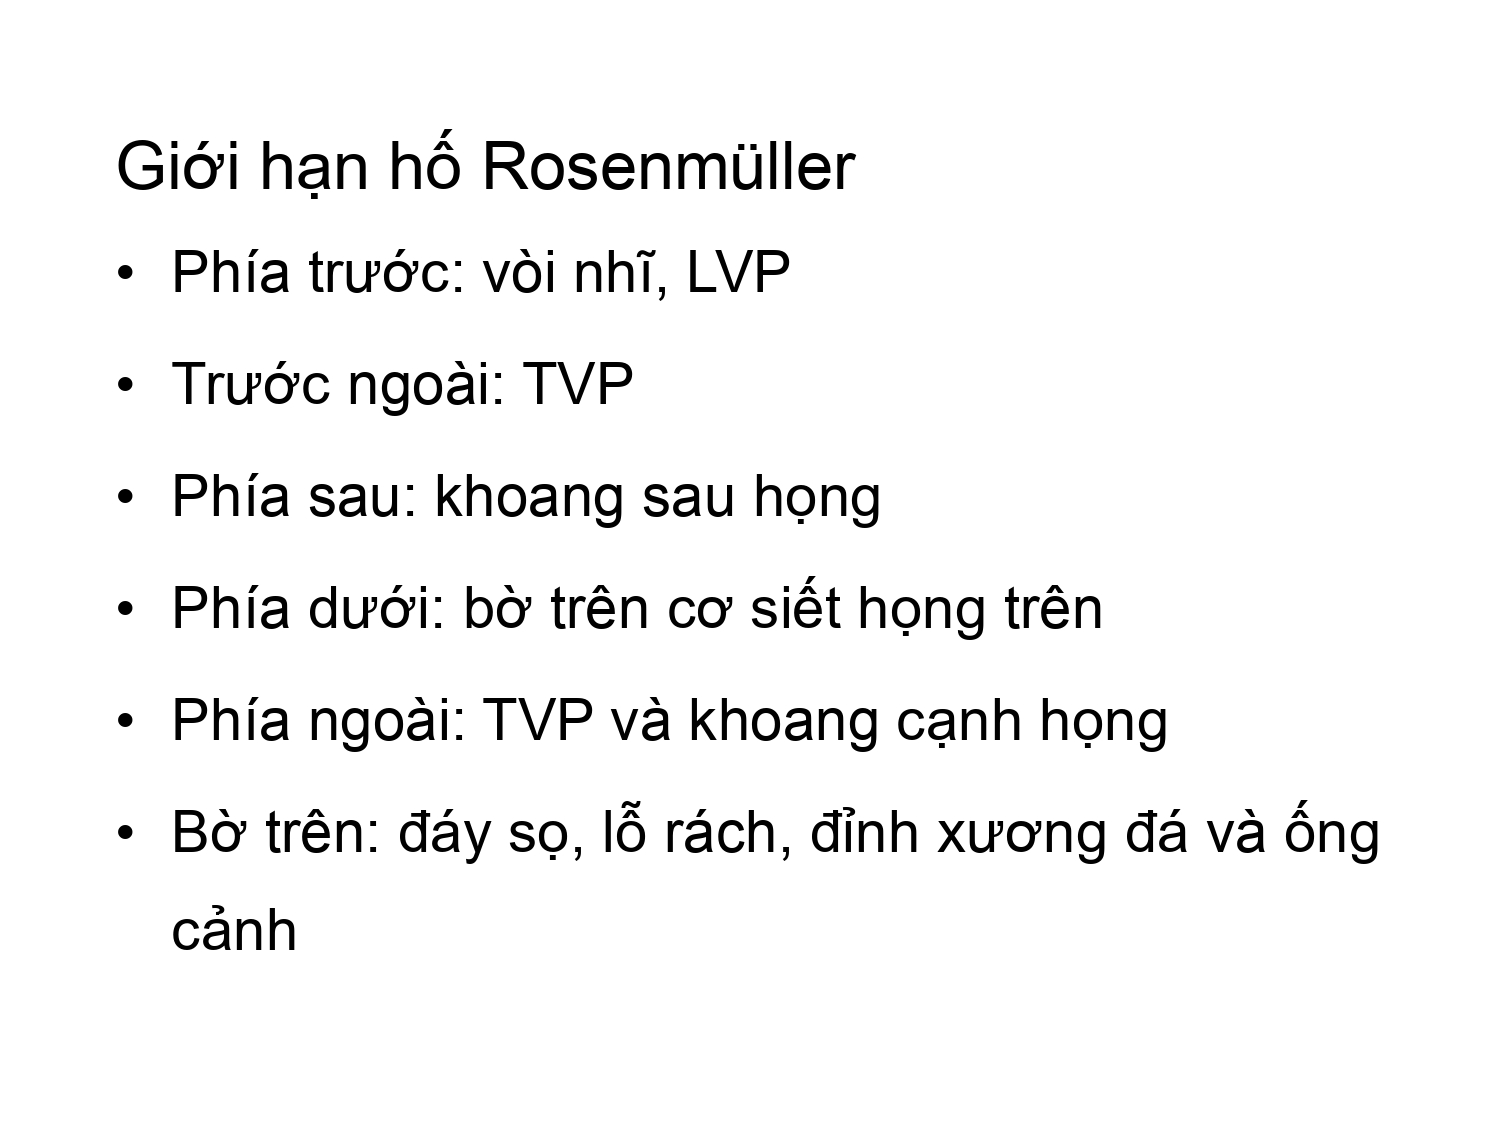 Giới hạn hố Rosenmüller
• Phía trước: vòi nhĩ, LVP
• Trước ngoài: TVP
• Phía sau: khoang sau họng
• Phía dưới: bờ trên cơ siết họng trên
• Phía ngoài: TVP và khoang cạnh họng
• Bờ trên: đáy sọ, lỗ rách, đỉnh xương đá và ống
cảnh